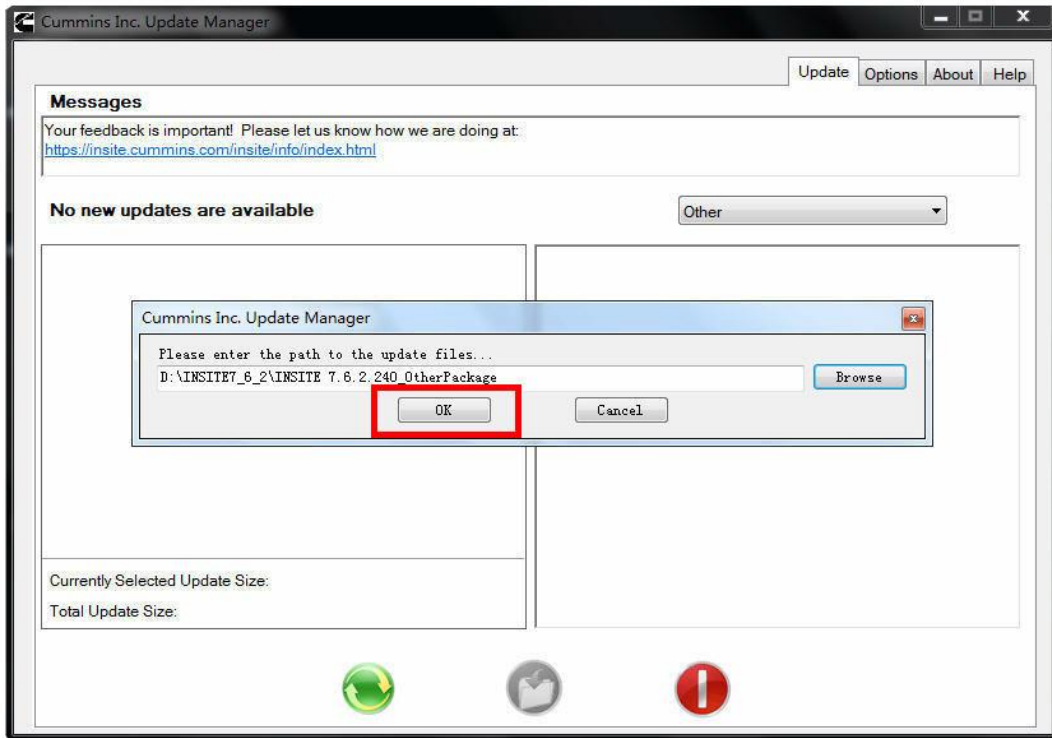 Cummins Inc. Update Manager
Update Options About Help
Messages
Your feedback is important! Please let us know how we are doing at:
https://insite.cummins.com/insite/info/index.html
No new updates are available
Other
Cummins Inc. Update Manager
Please enter the path to the update files...
D:\INSITE7_6_2\INSITE 7.6.2.240_OtherPackage
Browse
OK Cancel
Currently Selected Update Size:
Total Update Size: